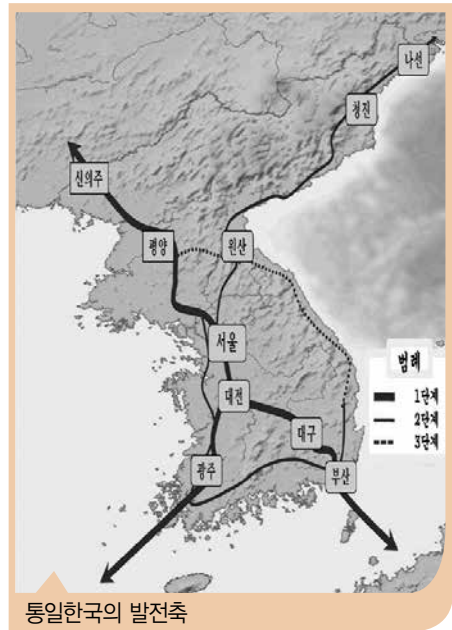 나선
청진
신의주
평양
원산
서울
대전
대구
광주
부산
범례
1단계
2단계
3단계
통일한국의 발전축